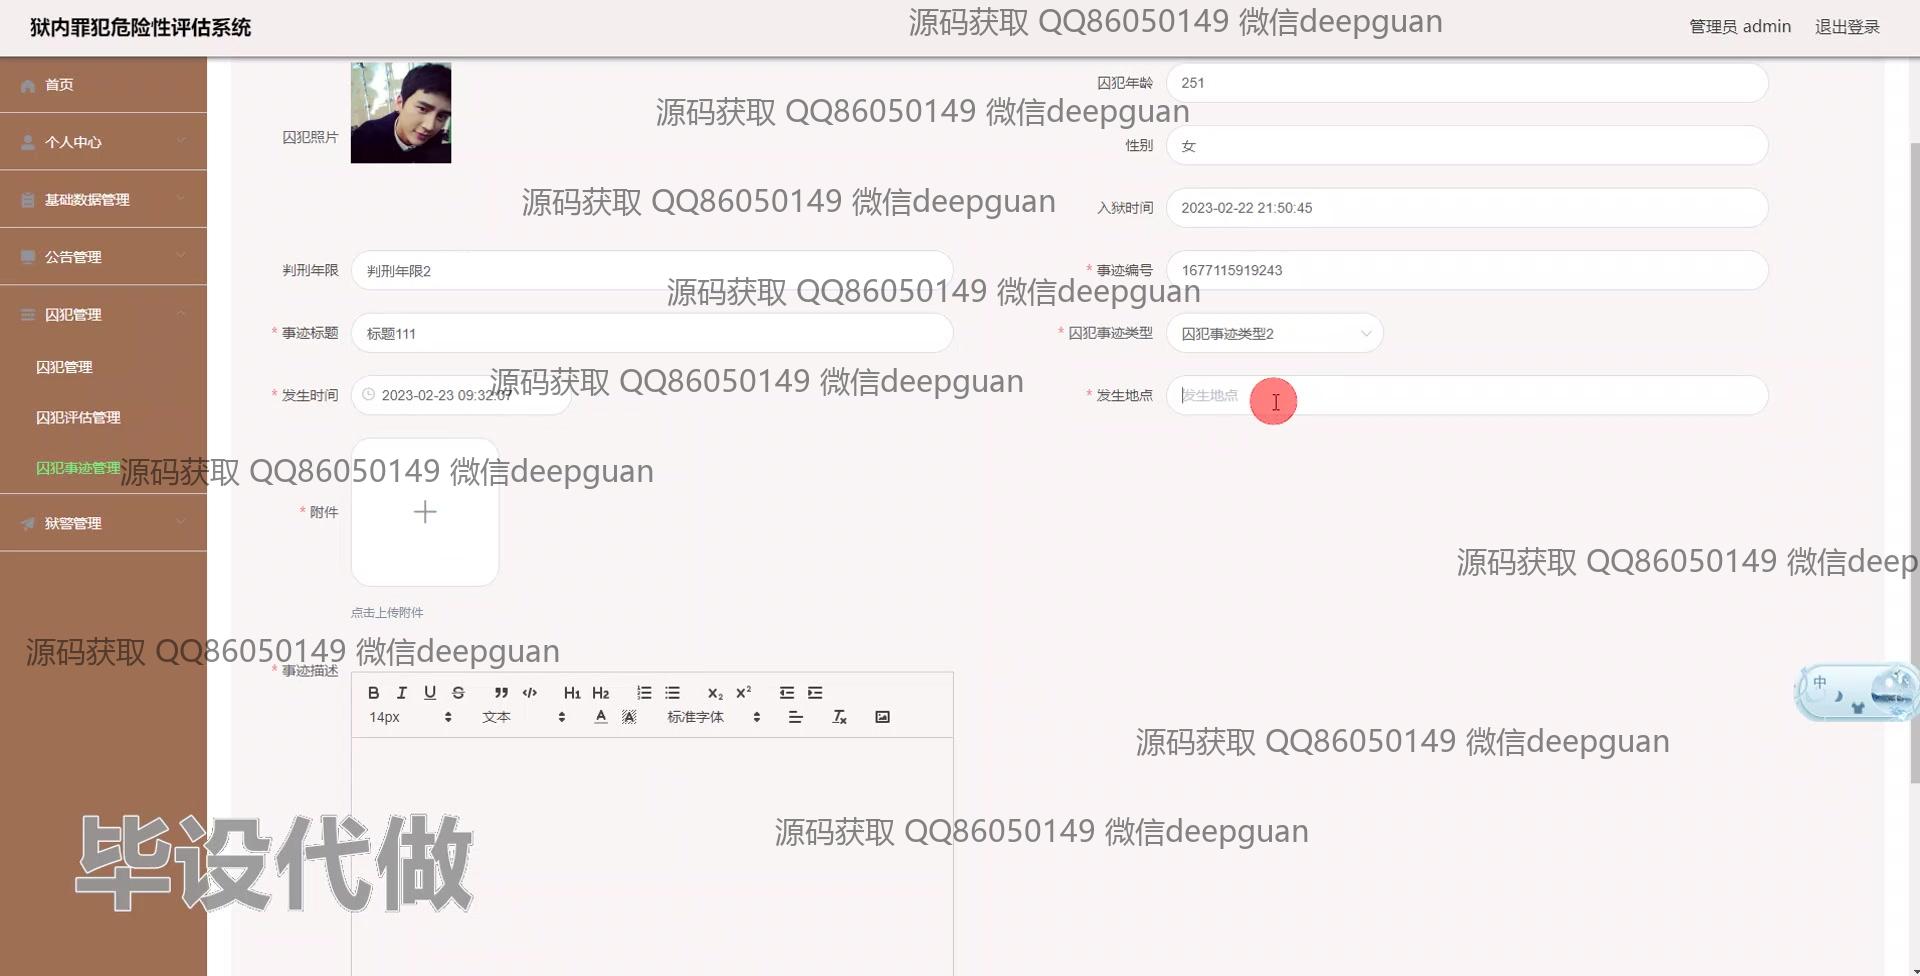 狱内罪犯危险性评估系统
源码获取 QQ86050149 微信deepguan
管理员 admin
退出登录
首页
个人中心
基础数据管理
公告管理
囚犯管理
囚犯管理
囚犯评估管理
囚犯事迹管理
狱警管理
囚犯照片
囚犯年龄
251
源码获取 QQ86050149 微信deepguan
性别
女
源码获取 QQ86050149 微信deepguan
入狱时间
2023-02-22 21:50:45
判刑年限
判刑年限2
* 事迹编号
1677115919243
源码获取 QQ86050149 微信deepguan
* 事迹标题
标题111
* 囚犯事迹类型
囚犯事迹类型2
* 发生时间
2023-02-23 09:32:07
源码获取 QQ86050149 微信deepguan
* 发生地点
发生地点
源码获取 QQ86050149 微信deepguan
* 附件
点击上传附件
源码获取 QQ86050149 微信deep
源码获取 QQ86050149 微信deepguan
* 事迹描述
B I U S ” </> H1 H2 X2 X2
14px
文本
A A
标准字体
Tx
中
源码获取 QQ86050149 微信deepguan
源码获取 QQ86050149 微信deepguan
毕设代做